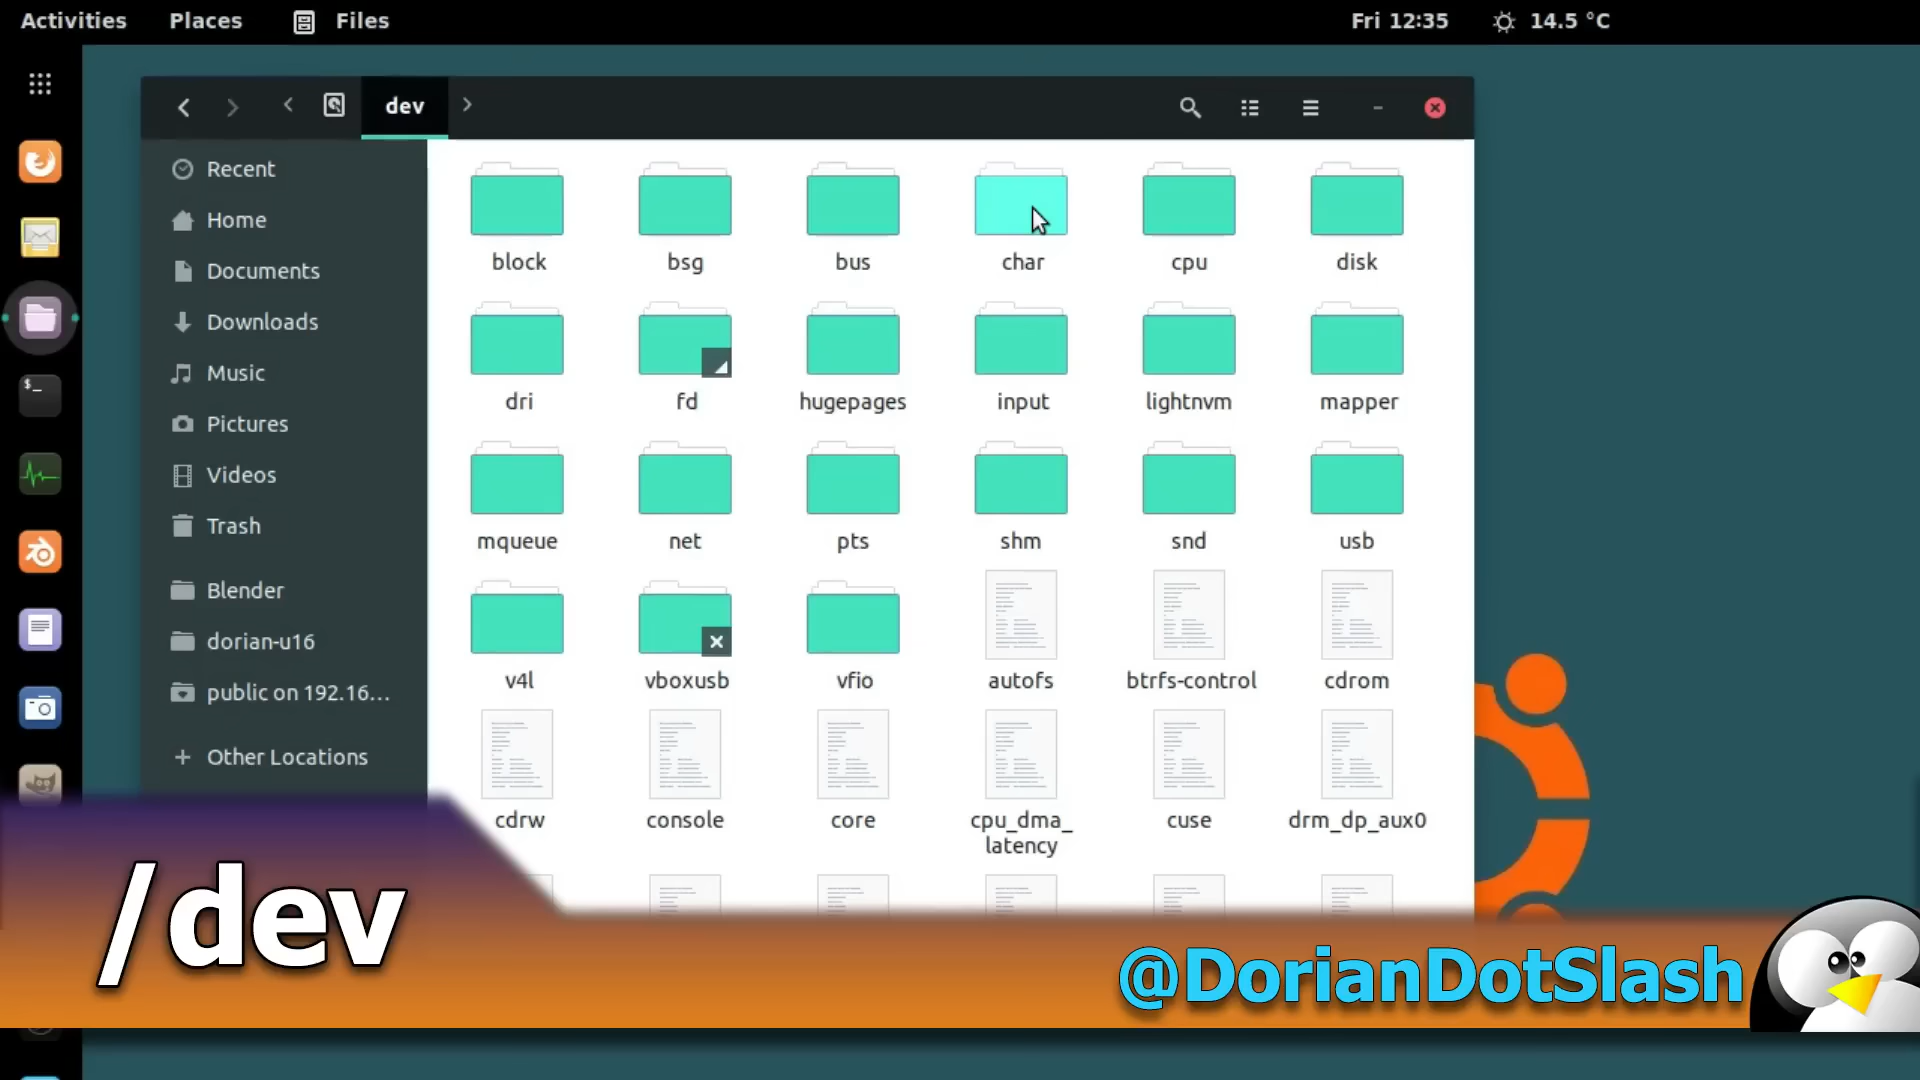 Activities Places Files Fri 12:35 14.5 °C
dev
Recent
Home
Documents
Downloads
Music
Pictures
Videos
Trash
Blender
dorian-u16
public on 192.16...
Other Locations
block bsg bus char cpu disk
dri fd hugepages input lightnvm mapper
mqueue net pts shm snd usb
v4l vboxusb vfio autofs btrfs-control cdrom
cdrw console core cpu_dma_ cuse drm_dp_aux0
latency
$_
/dev
@DorianDotSlash